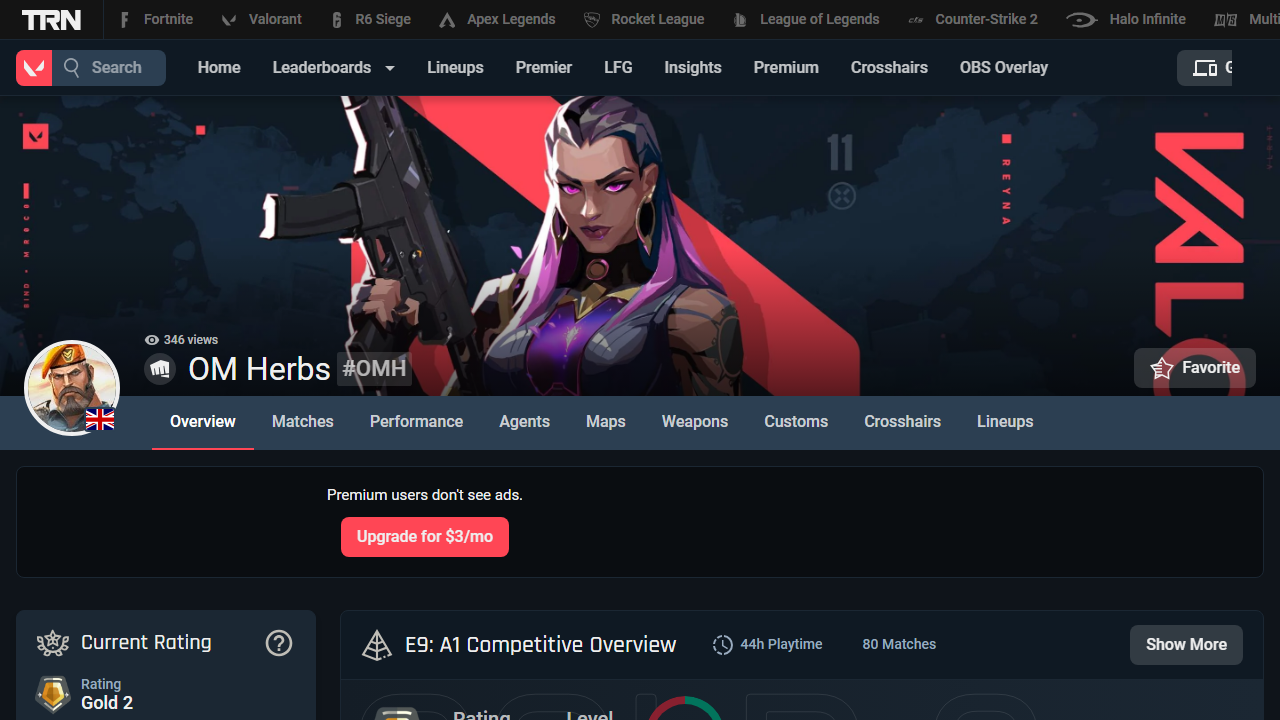 TRN Fortnite Valorant R6 Siege Apex Legends Rocket League League of Legends Counter-Strike 2 Halo Infinite Multi
Search Home Leaderboards Lineups Premier LFG Insights Premium Crosshairs OBS Overlay
11
REYNA
VALO
346 views
OM Herbs #OMH
Favorite
Overview Matches Performance Agents Maps Weapons Customs Crosshairs Lineups
Premium users don't see ads.
Upgrade for $3/mo
Current Rating
Rating
Gold 2
E9: A1 Competitive Overview 44h Playtime 80 Matches Show More
Rating Level